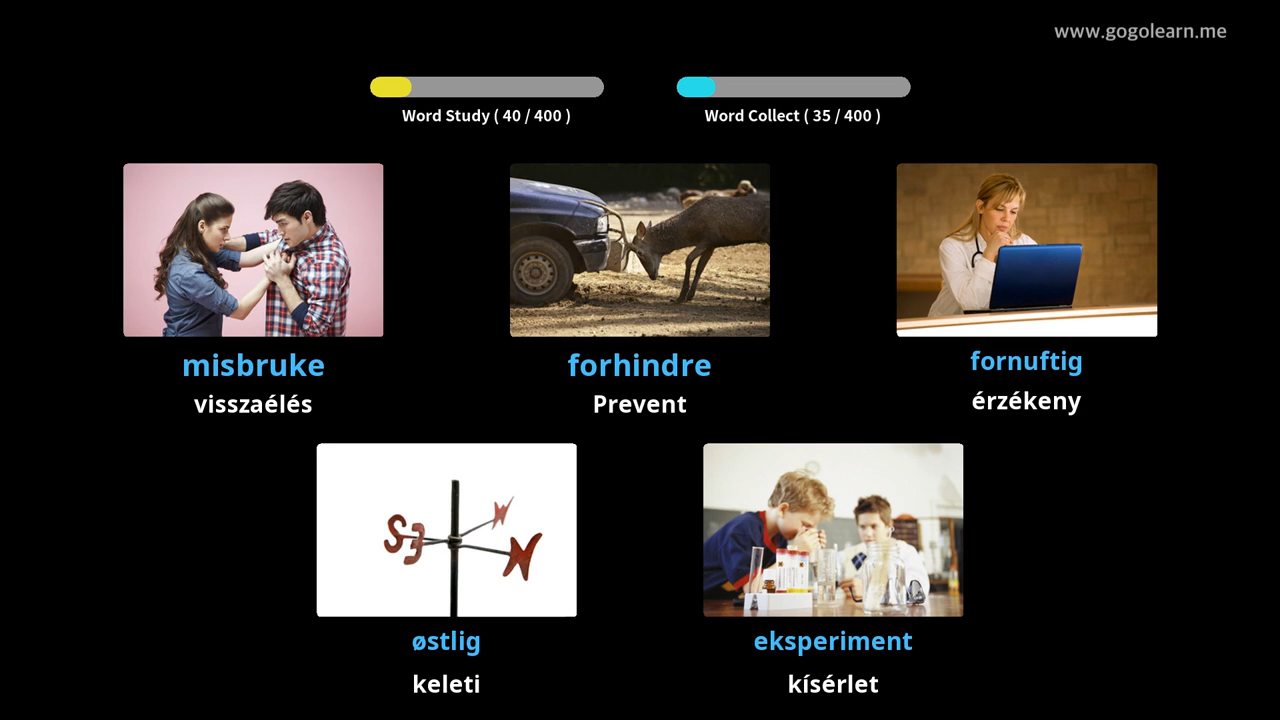 www.gogolearn.me
Word Study ( 40 / 400 )
Word Collect ( 35 / 400 )
misbruke
visszaélés
forhindre
Prevent
fornuftig
érzékeny
S E N
østlig
keleti
eksperiment
kísérlet